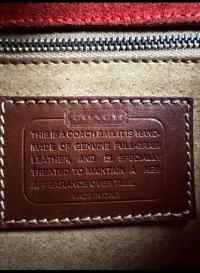 COACH
THIS IS A COACH BAG. IT IS HAND-
MADE OF GENUINE FULL-GRAIN
LEATHER, AND IS SPECIALLY
TREATED TO MAINTAIN A NEW
APPEARANCE OVER TIME.
MADE IN ITALY